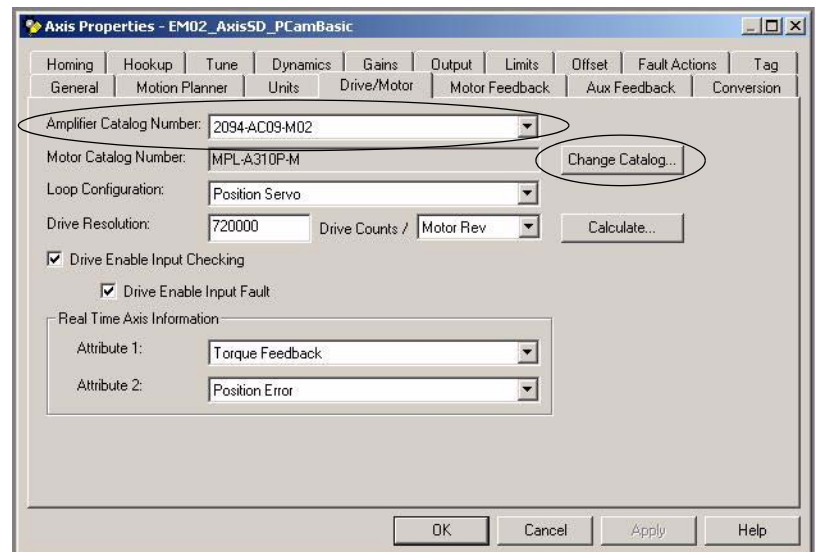 Axis Properties - EM02_AxisSD_PCamBasic
Homing Hookup Tune Dynamics Gains Output Limits Offset Fault Actions Tag
General Motion Planner Units Drive/Motor Motor Feedback Aux Feedback Conversion
Amplifier Catalog Number: 2094-AC09-M02
Motor Catalog Number: MPL-A310P-M Change Catalog...
Loop Configuration: Position Servo
Drive Resolution: 720000 Drive Counts / Motor Rev Calculate...
Drive Enable Input Checking
Drive Enable Input Fault
Real Time Axis Information
Attribute 1: Torque Feedback
Attribute 2: Position Error
OK Cancel Apply Help